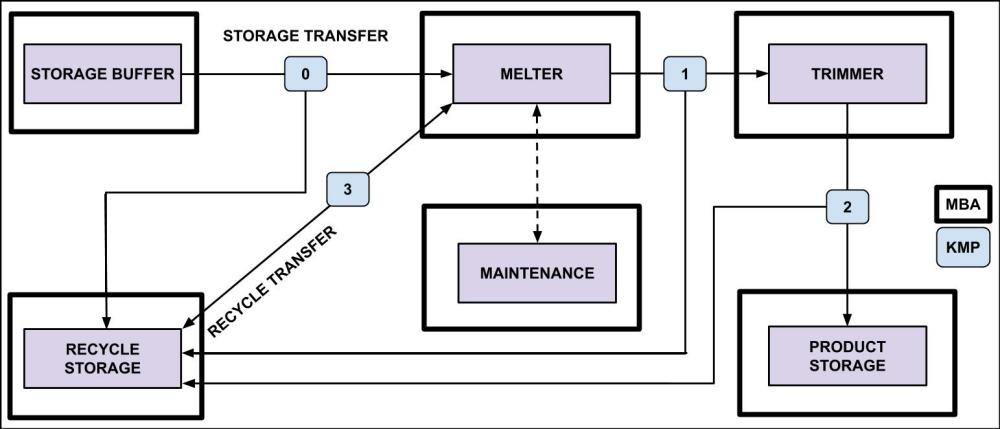 STORAGE TRANSFER
STORAGE BUFFER
0
MELTER
1
TRIMMER
3
2
MBA
KMP
RECYCLE TRANSFER
MAINTENANCE
RECYCLE
STORAGE
PRODUCT
STORAGE